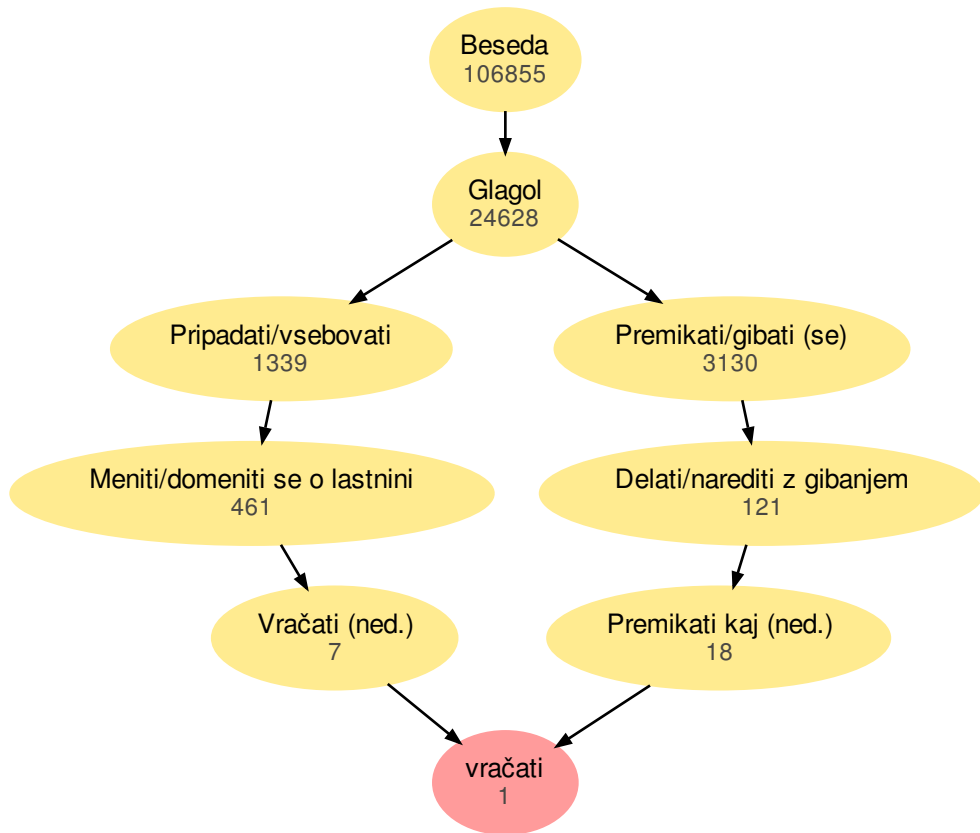 Beseda
106855
Glagol
24628
Pripadati/vsebovati
1339
Premikati/gibati (se)
3130
Meniti/domeniti se o lastnini
461
Delati/narediti z gibanjem
121
Vračati (ned.)
7
Premikati kaj (ned.)
18
vračati
1